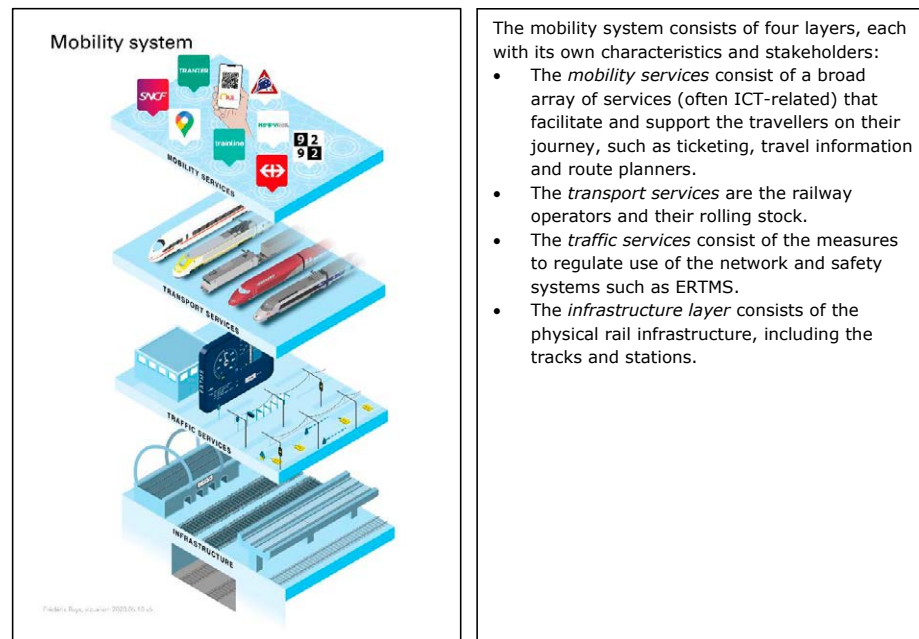 Mobility system
TRANZER
SNCF
trainline
9 2
9 2
MOBILITY SERVICES
TRANSPORT SERVICES
TRAFFIC SERVICES
INFRASTRUCTURE
The mobility system consists of four layers, each
with its own characteristics and stakeholders:
• The mobility services consist of a broad
array of services (often ICT-related) that
facilitate and support the travellers on their
journey, such as ticketing, travel information
and route planners.
• The transport services are the railway
operators and their rolling stock.
• The traffic services consist of the measures
to regulate use of the network and safety
systems such as ERTMS.
• The infrastructure layer consists of the
physical rail infrastructure, including the
tracks and stations.